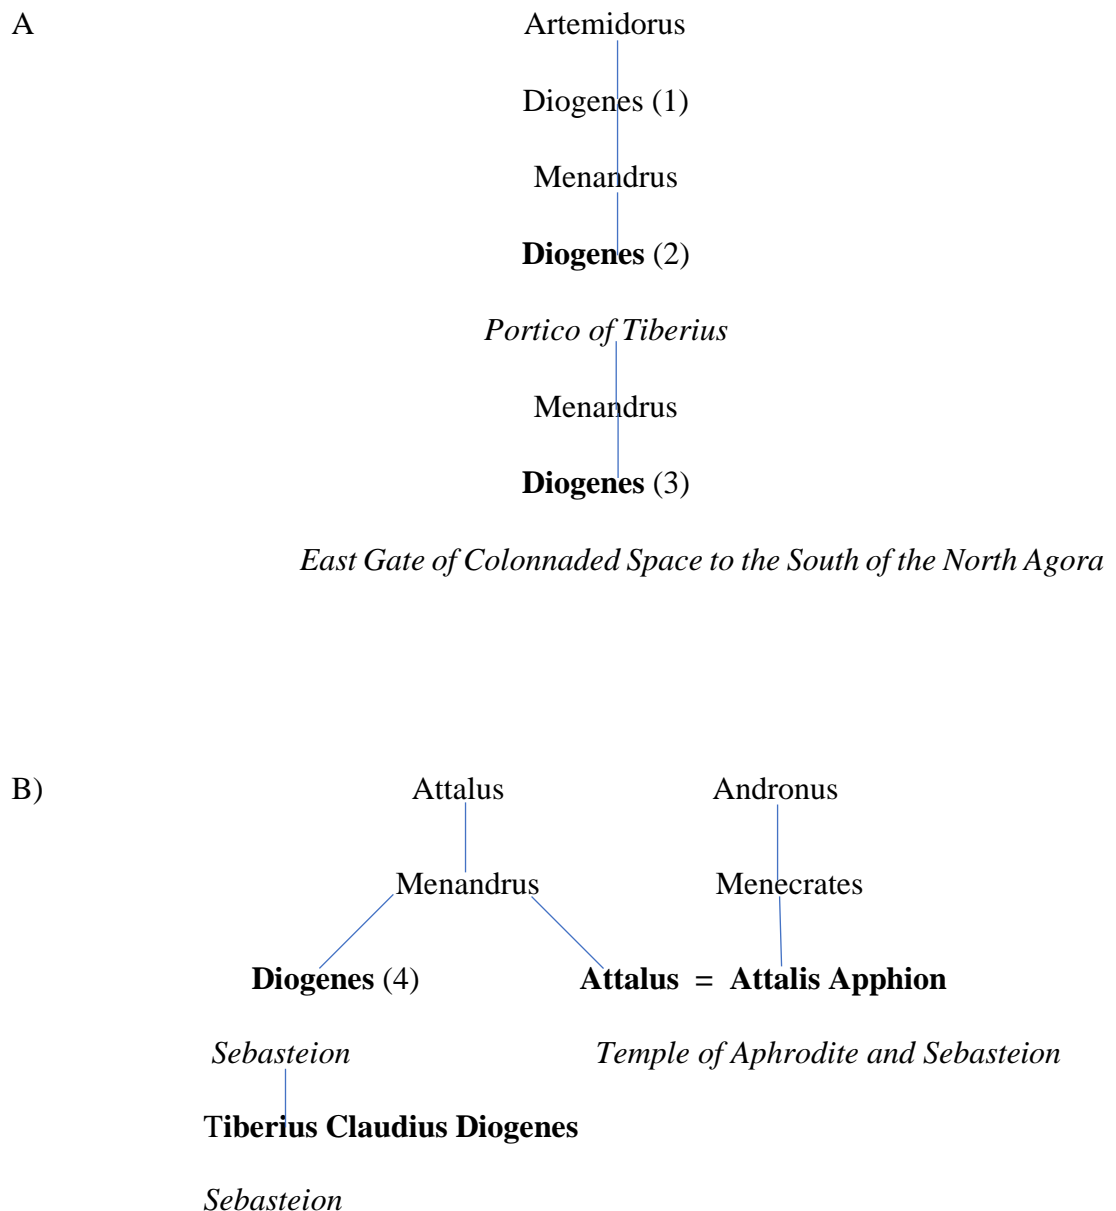 A Artemidorus
Diogenes (1)
Menandrus
Diogenes (2)
Portico of Tiberius
Menandrus
Diogenes (3)
East Gate of Colonnaded Space to the South of the North Agora
B) Attalus Andronus
Menandrus Menecrates
Diogenes (4) Attalus = Attalis Apphion
Sebasteion Temple of Aphrodite and Sebasteion
Tiberius Claudius Diogenes
Sebasteion